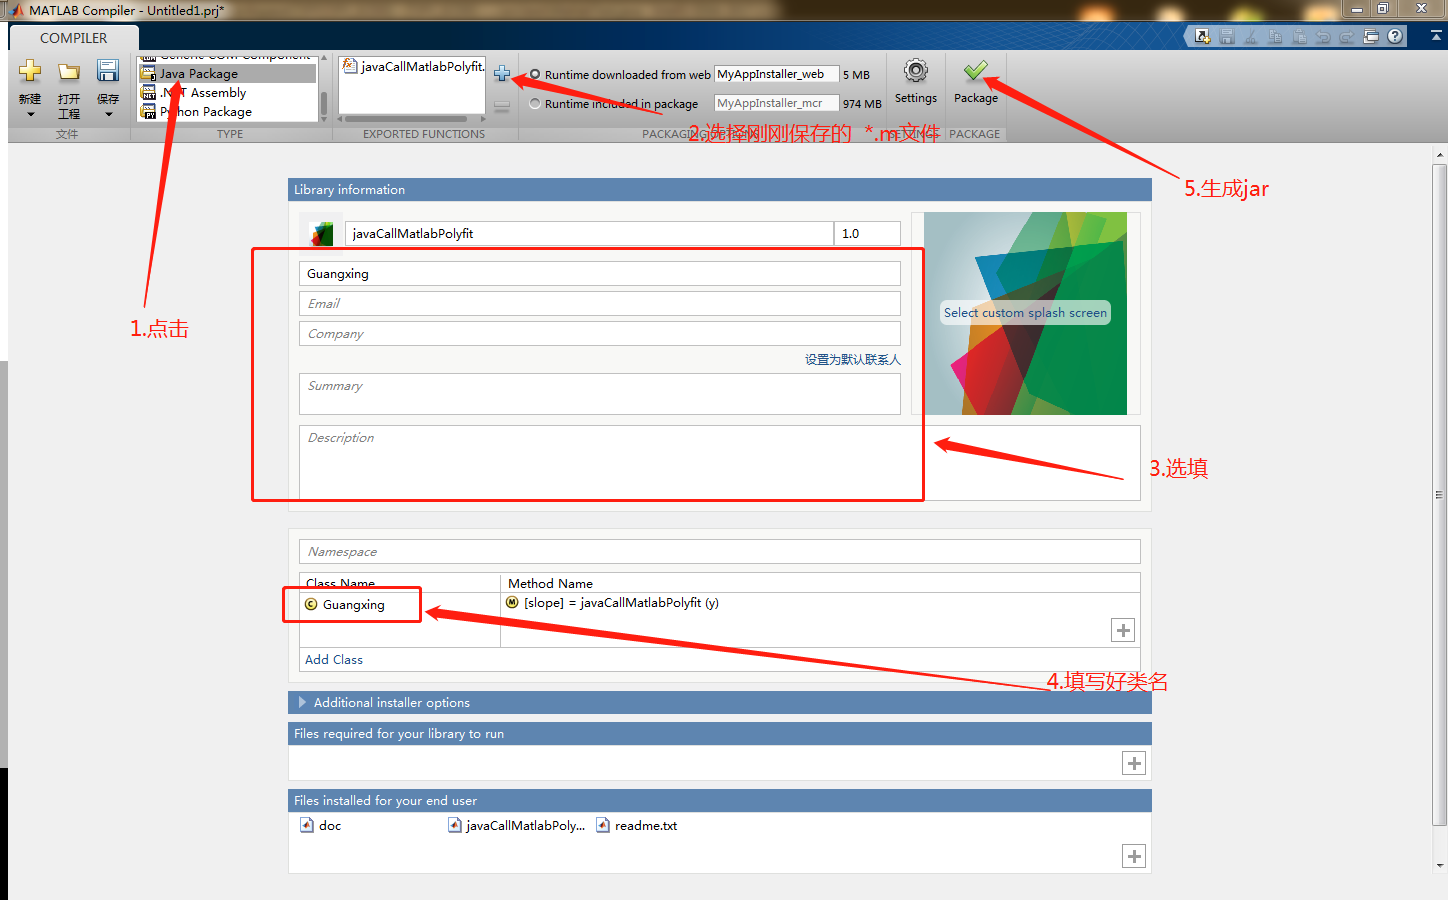 MATLAB Compiler - Untitled1.prj*
COMPILER
新建
打开
工程
保存
文件
Generic COM Component
Java Package
.NET Assembly
Python Package
TYPE
javaCallMatlabPolyfit.
EXPORTED FUNCTIONS
Runtime downloaded from web
MyAppInstaller_web
5 MB
Runtime included in package
MyAppInstaller_mcr
974 MB
PACKAGING
Settings
SETTINGS
Package
PACKAGE
1.点击
2.选择刚刚保存的 *.m文件
5.生成jar
Library information
javaCallMatlabPolyfit
1.0
Guangxing
Email
Company
设置为默认联系人
Summary
Description
Select custom splash screen
3.选填
Namespace
Class Name
Method Name
Guangxing
[slope] = javaCallMatlabPolyfit (y)
Add Class
4.填写好类名
Additional installer options
Files required for your library to run
Files installed for your end user
doc
javaCallMatlabPoly...
readme.txt